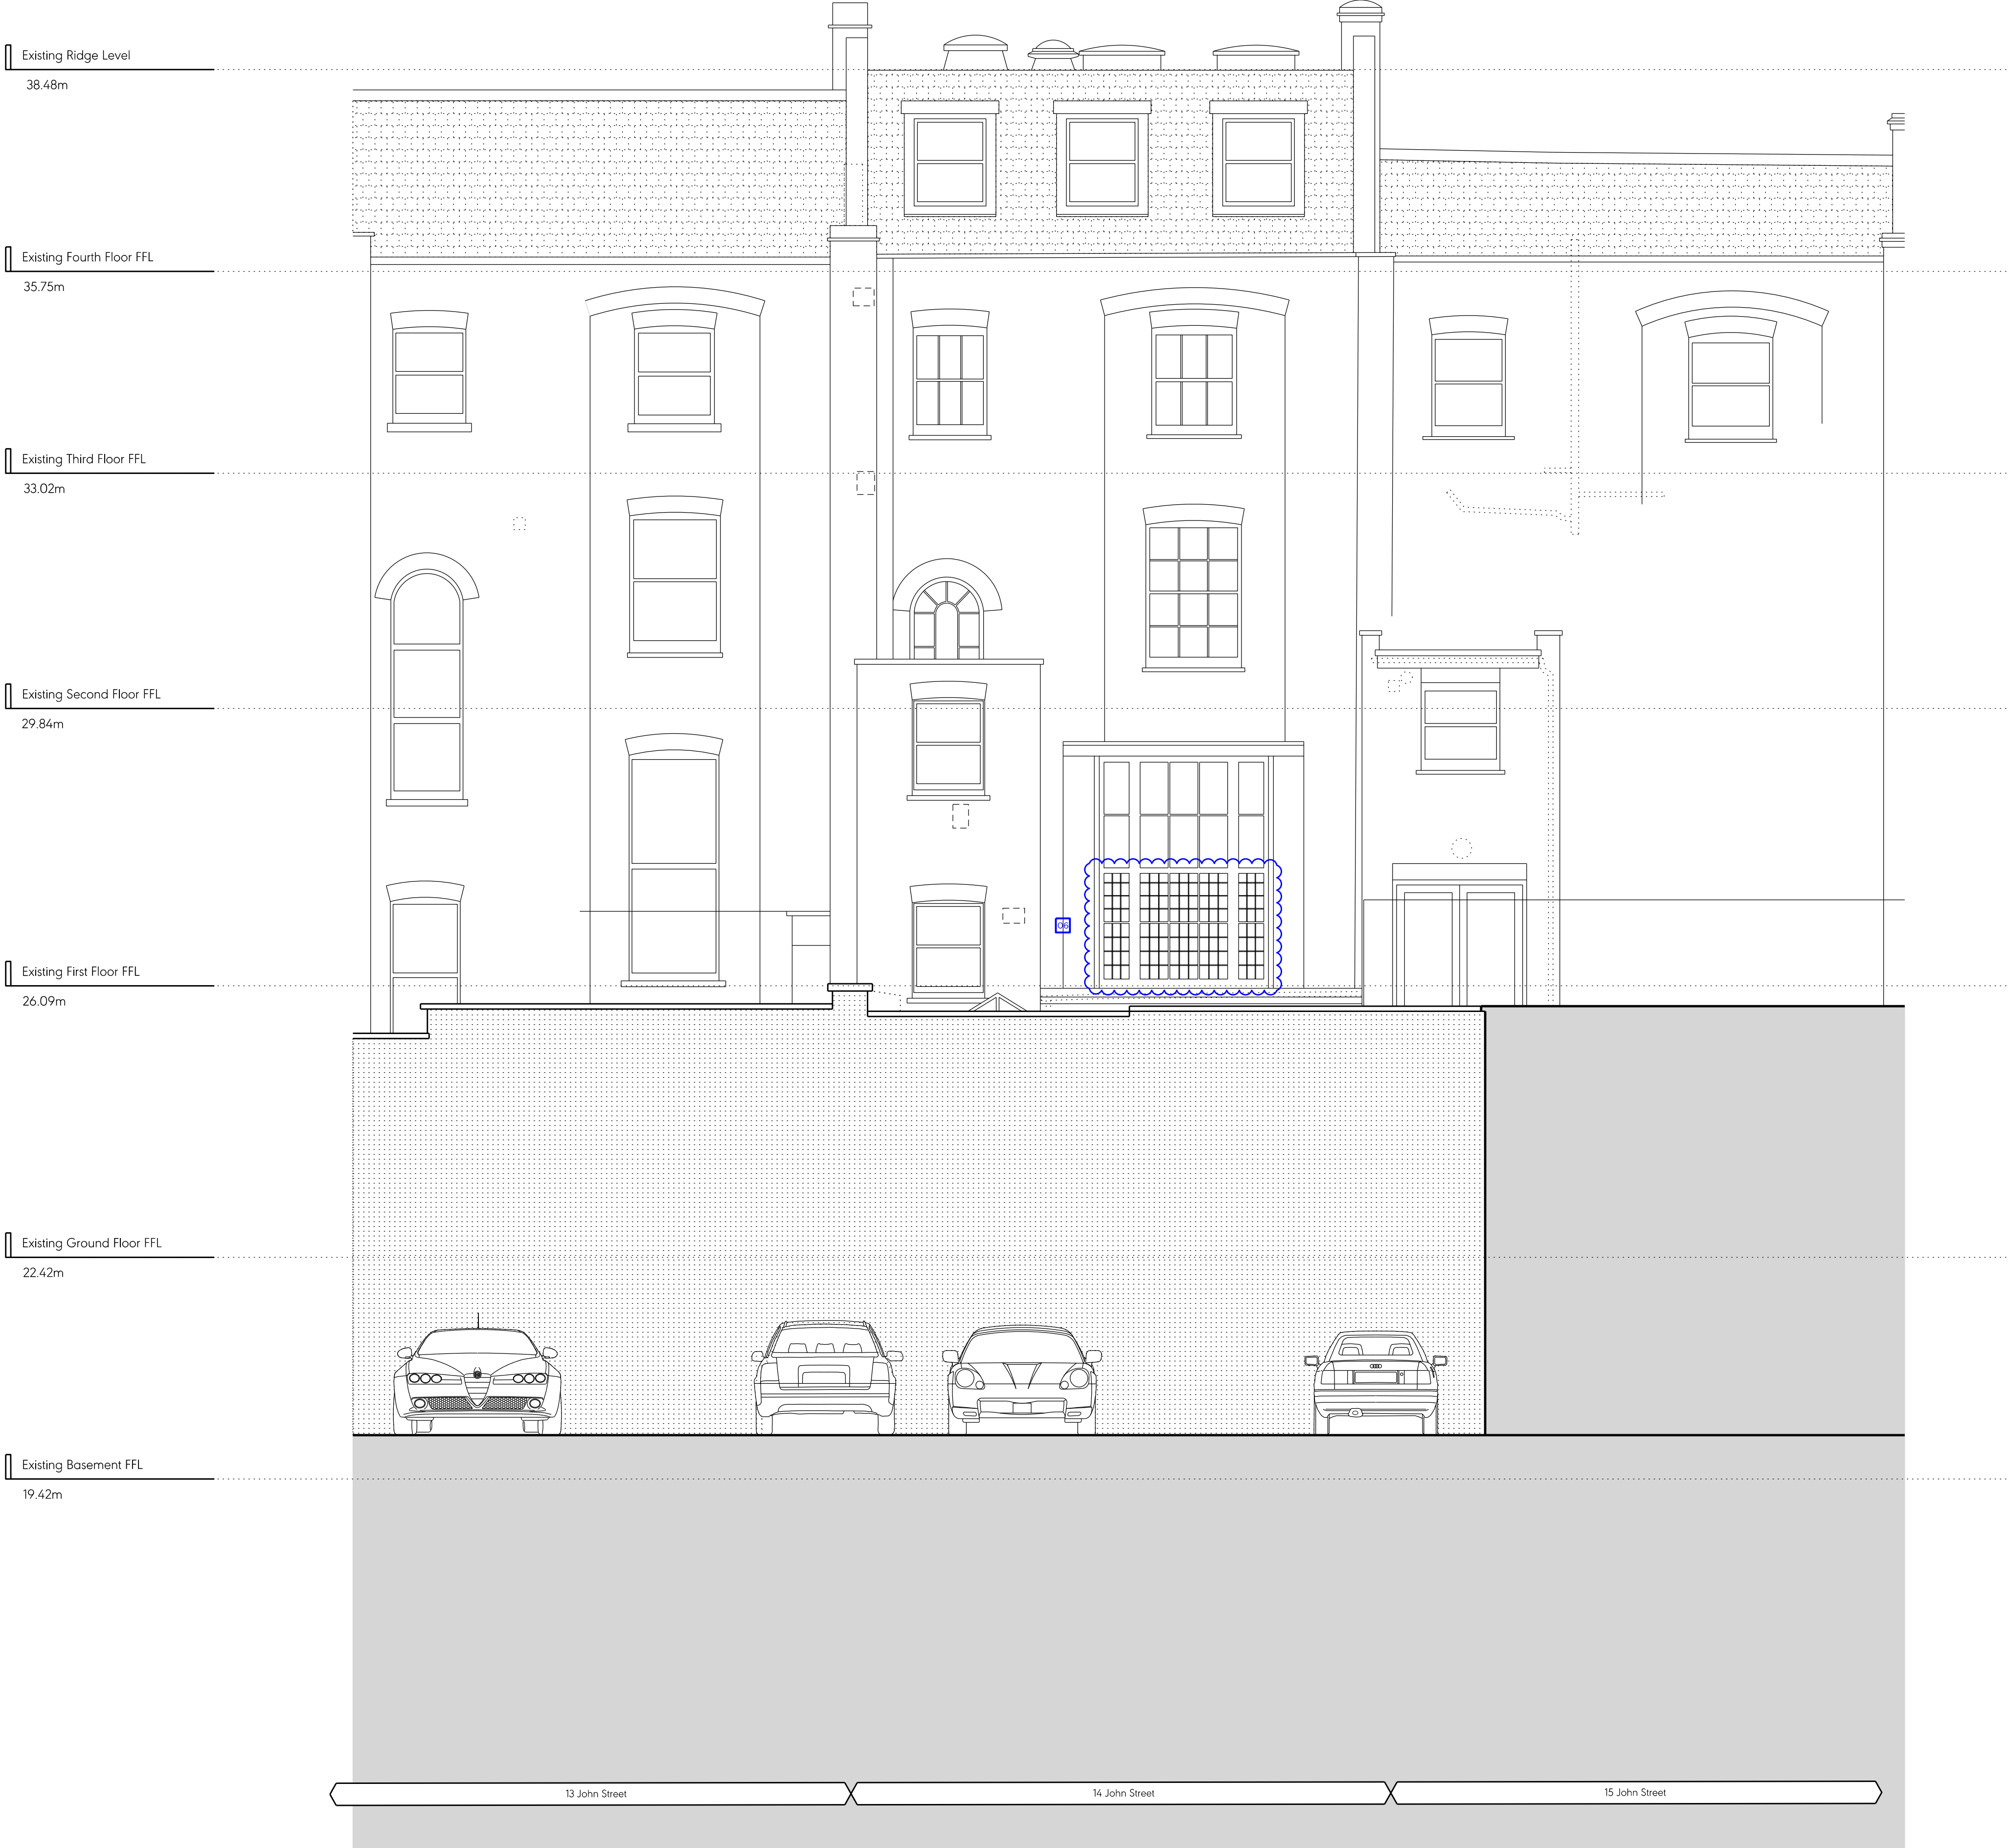 Existing Ridge Level
38.48m
Existing Fourth Floor FFL
35.75m
Existing Third Floor FFL
33.02m
Existing Second Floor FFL
29.84m
06
Existing First Floor FFL
26.09m
Existing Ground Floor FFL
22.42m
Existing Basement FFL
19.42m
13 John Street
14 John Street
15 John Street